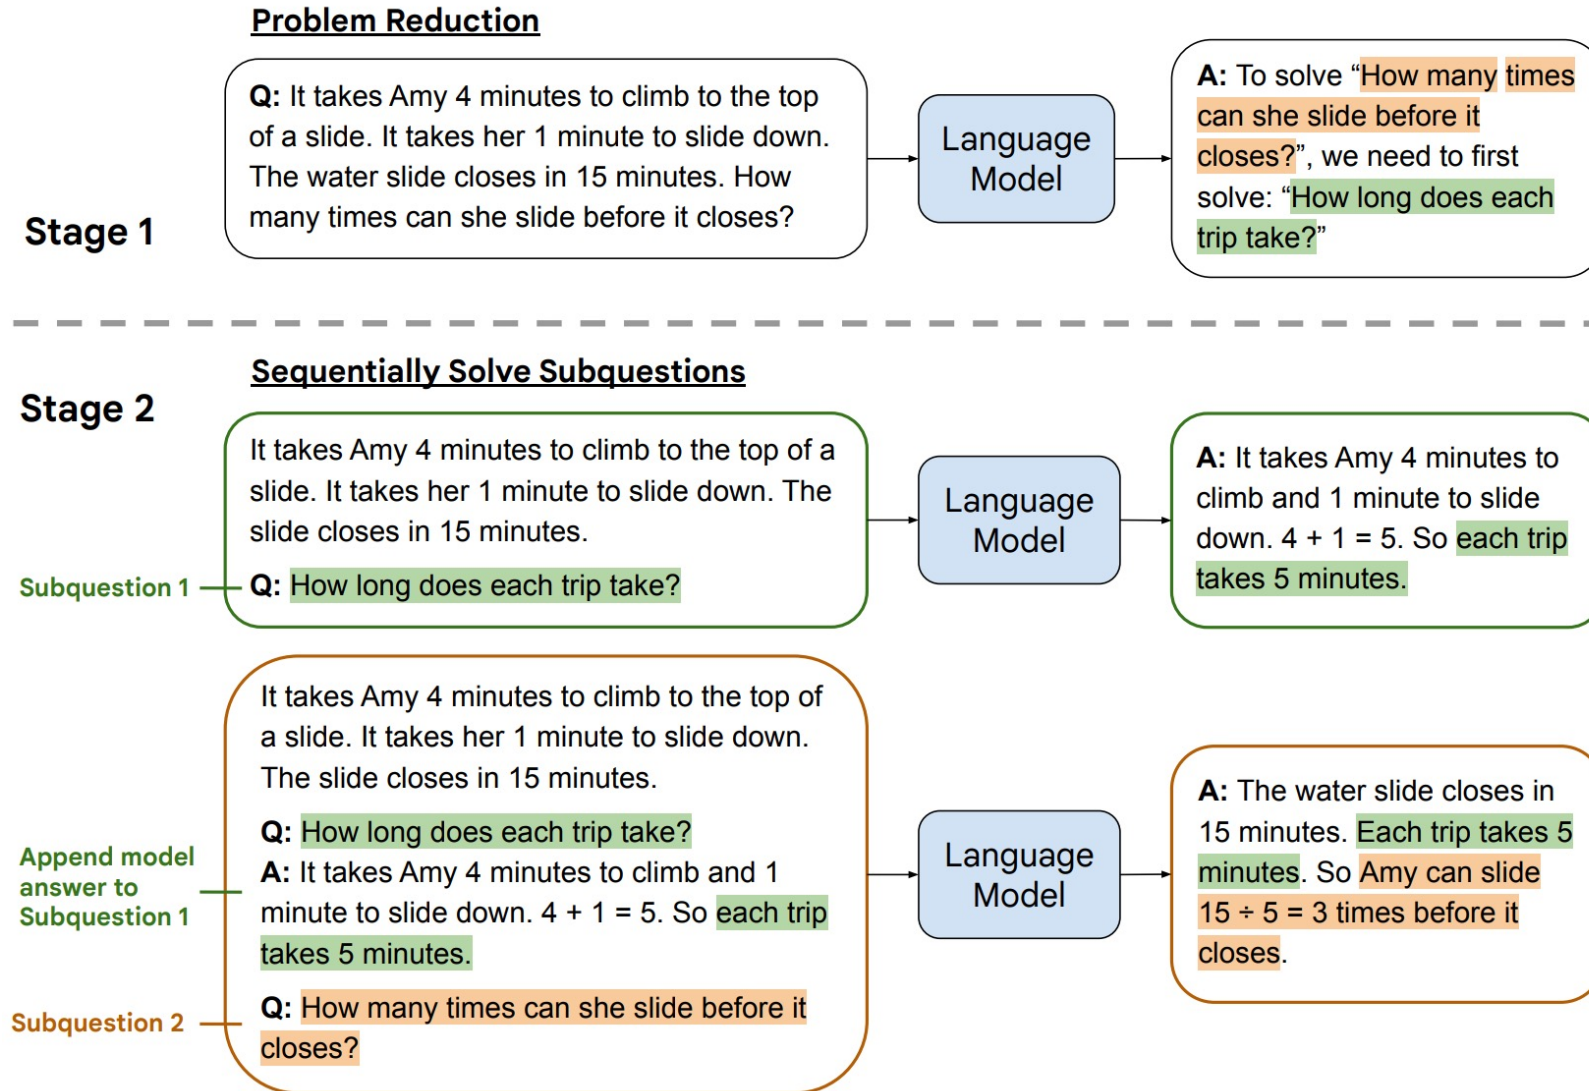 Problem Reduction
Q: It takes Amy 4 minutes to climb to the top
of a slide. It takes her 1 minute to slide down.
The water slide closes in 15 minutes. How
many times can she slide before it closes?
Language
Model
A: To solve “How many times
can she slide before it
closes?”, we need to first
solve: “How long does each
trip take?”
Stage 1
Sequentially Solve Subquestions
Stage 2
It takes Amy 4 minutes to climb to the top of a
slide. It takes her 1 minute to slide down. The
slide closes in 15 minutes.
Subquestion 1
Q: How long does each trip take?
Language
Model
A: It takes Amy 4 minutes to
climb and 1 minute to slide
down. 4 + 1 = 5. So each trip
takes 5 minutes.
It takes Amy 4 minutes to climb to the top of
a slide. It takes her 1 minute to slide down.
The slide closes in 15 minutes.
Q: How long does each trip take?
Append model
answer to
Subquestion 1
A: It takes Amy 4 minutes to climb and 1
minute to slide down. 4 + 1 = 5. So each trip
takes 5 minutes.
Subquestion 2
Q: How many times can she slide before it
closes?
Language
Model
A: The water slide closes in
15 minutes. Each trip takes 5
minutes. So Amy can slide
15 ÷ 5 = 3 times before it
closes.